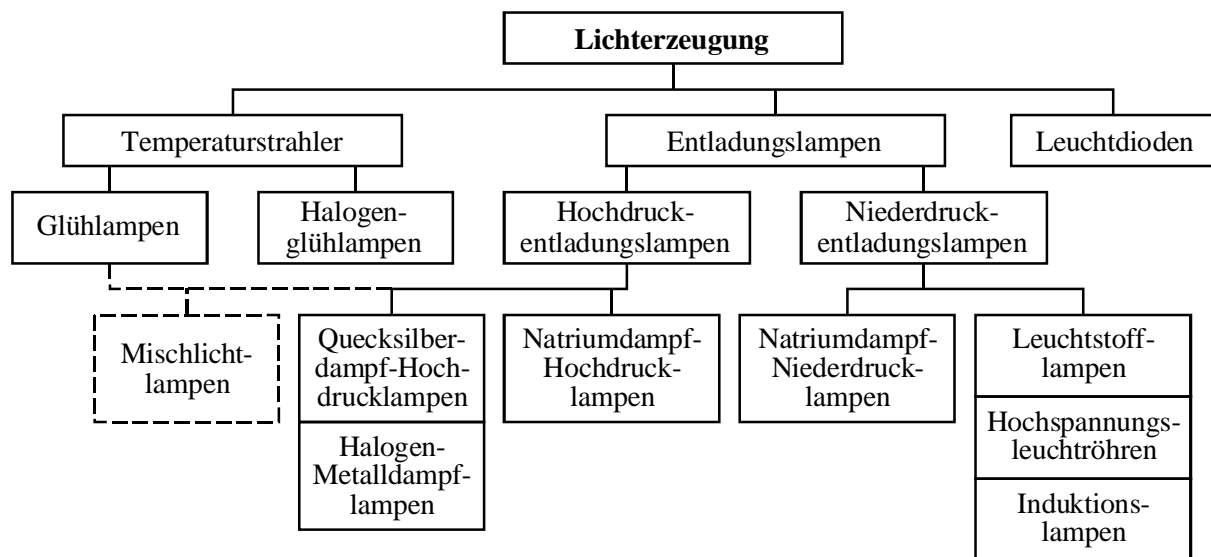 Lichterzeugung
Temperaturstrahler
Entladungslampen
Leuchtdioden
Glühlampen
Halogen-
glühlampen
Hochdruck-
entladungslampen
Niederdruck-
entladungslampen
Mischlicht-
lampen
Quecksilber-
dampf-Hoch-
drucklampen
Halogen-
Metalldampf-
lampen
Natriumdampf-
Hochdruck-
lampen
Natriumdampf-
Niederdruck-
lampen
Leuchtstoff-
lampen
Hochspannungs-
leuchtröhren
Induktions-
lampen